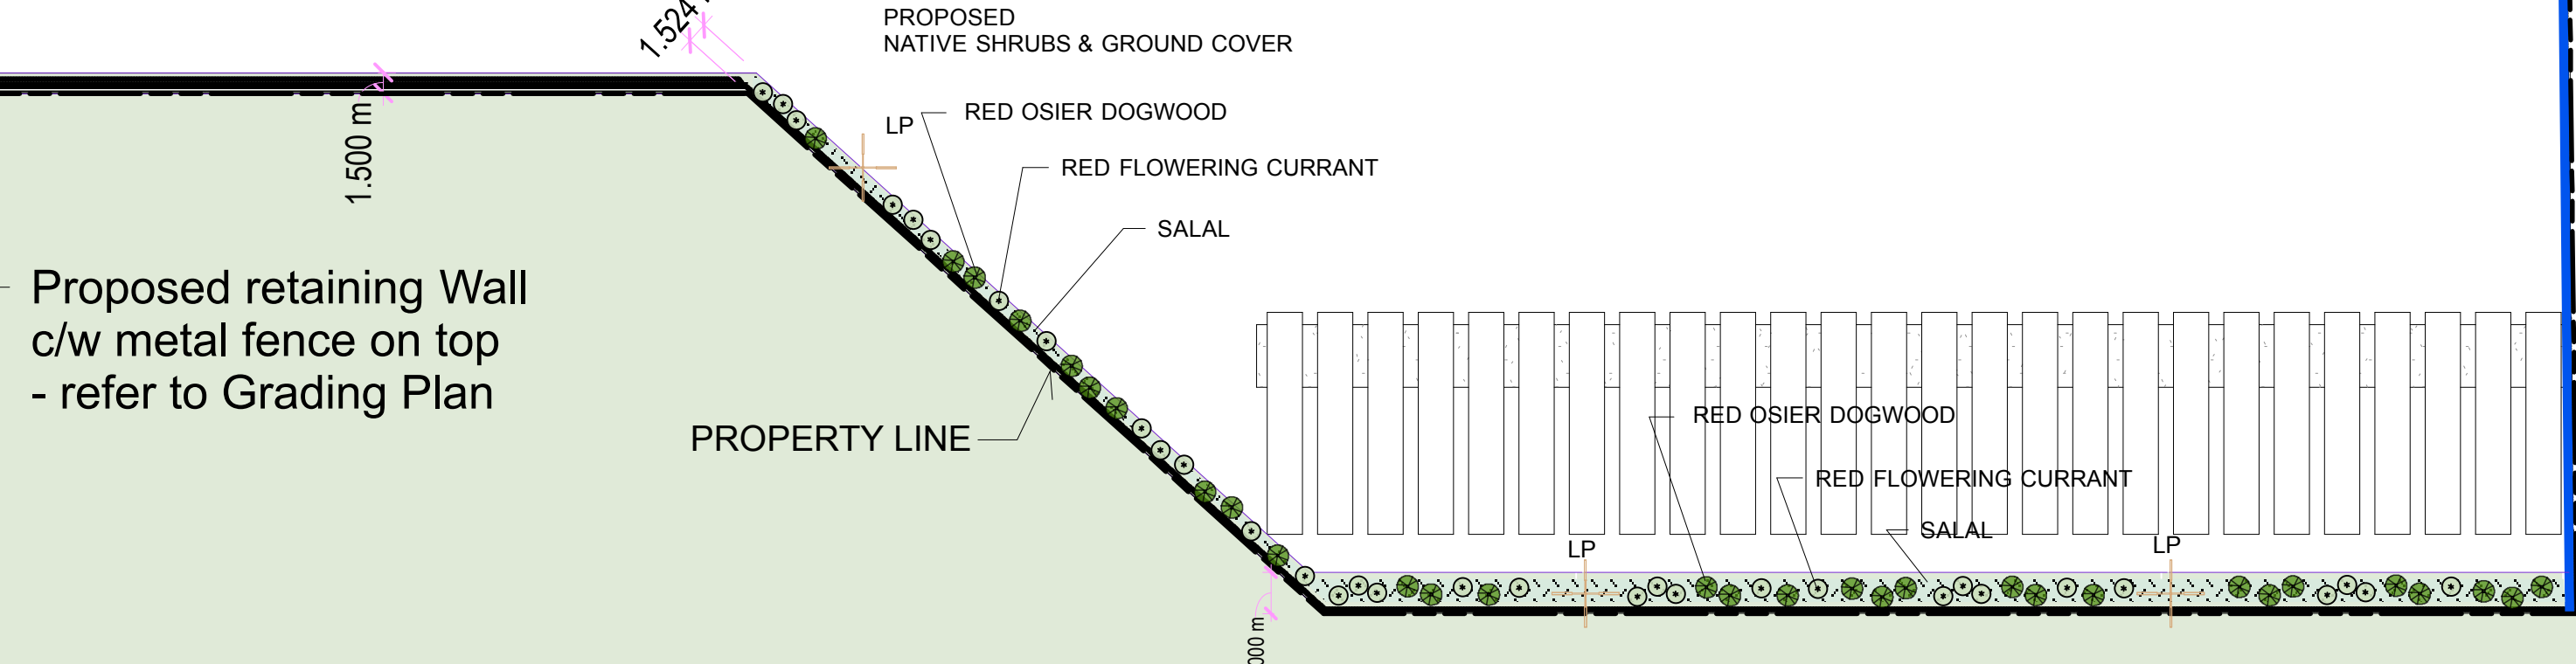 1.524
PROPOSED
NATIVE SHRUBS & GROUND COVER
LP
RED OSIER DOGWOOD
RED FLOWERING CURRANT
SALAL
1.500 m
Proposed retaining Wall
c/w metal fence on top
- refer to Grading Plan
PROPERTY LINE
RED OSIER DOGWOOD
RED FLOWERING CURRANT
SALAL
LP
LP
000 m